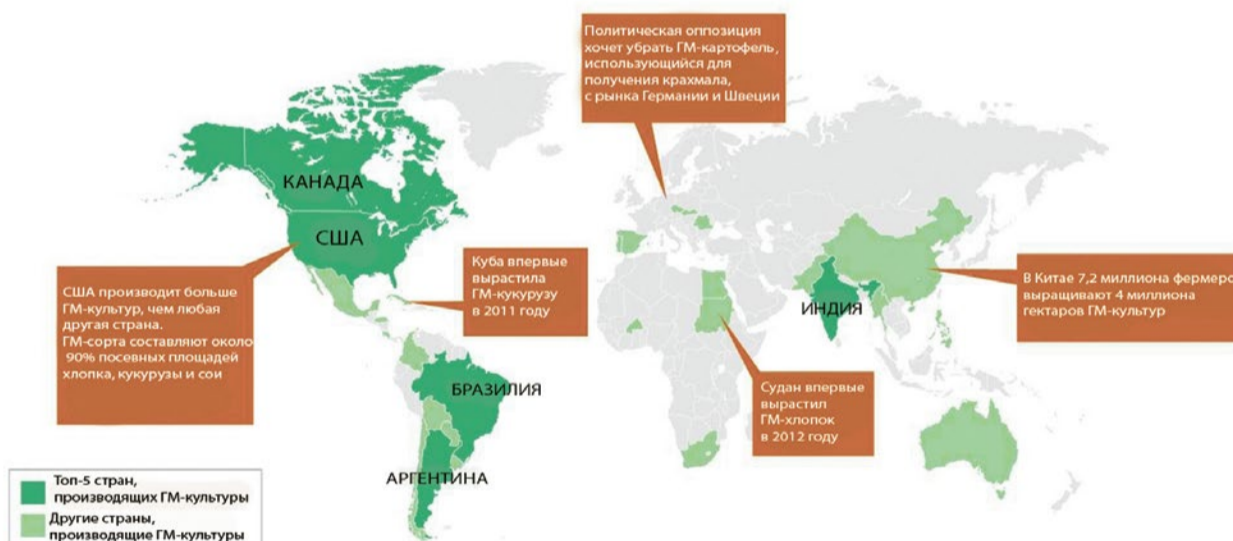 Политическая оппозиция
хочет убрать ГМ-картофель,
использующийся для
получения крахмала,
с рынка Германии и Швеции
КАНАДА
США
США производит больше
ГМ-культур, чем любая
другая страна.
ГМ-сорта составляют около
90% посевных площадей
хлопка, кукурузы и сои
Куба впервые
вырастила
ГМ-кукурузу
в 2011 году
ИНДИЯ
В Китае 7,2 миллиона фермеро
выращивают 4 миллиона
гектаров ГМ-культур
БРАЗИЛИЯ
Судан впервые
вырастил
ГМ-хлопок
в 2012 году
АРГЕНТИНА
Топ-5 стран,
производящих ГМ-культуры
Другие страны,
производящие ГМ-культуры